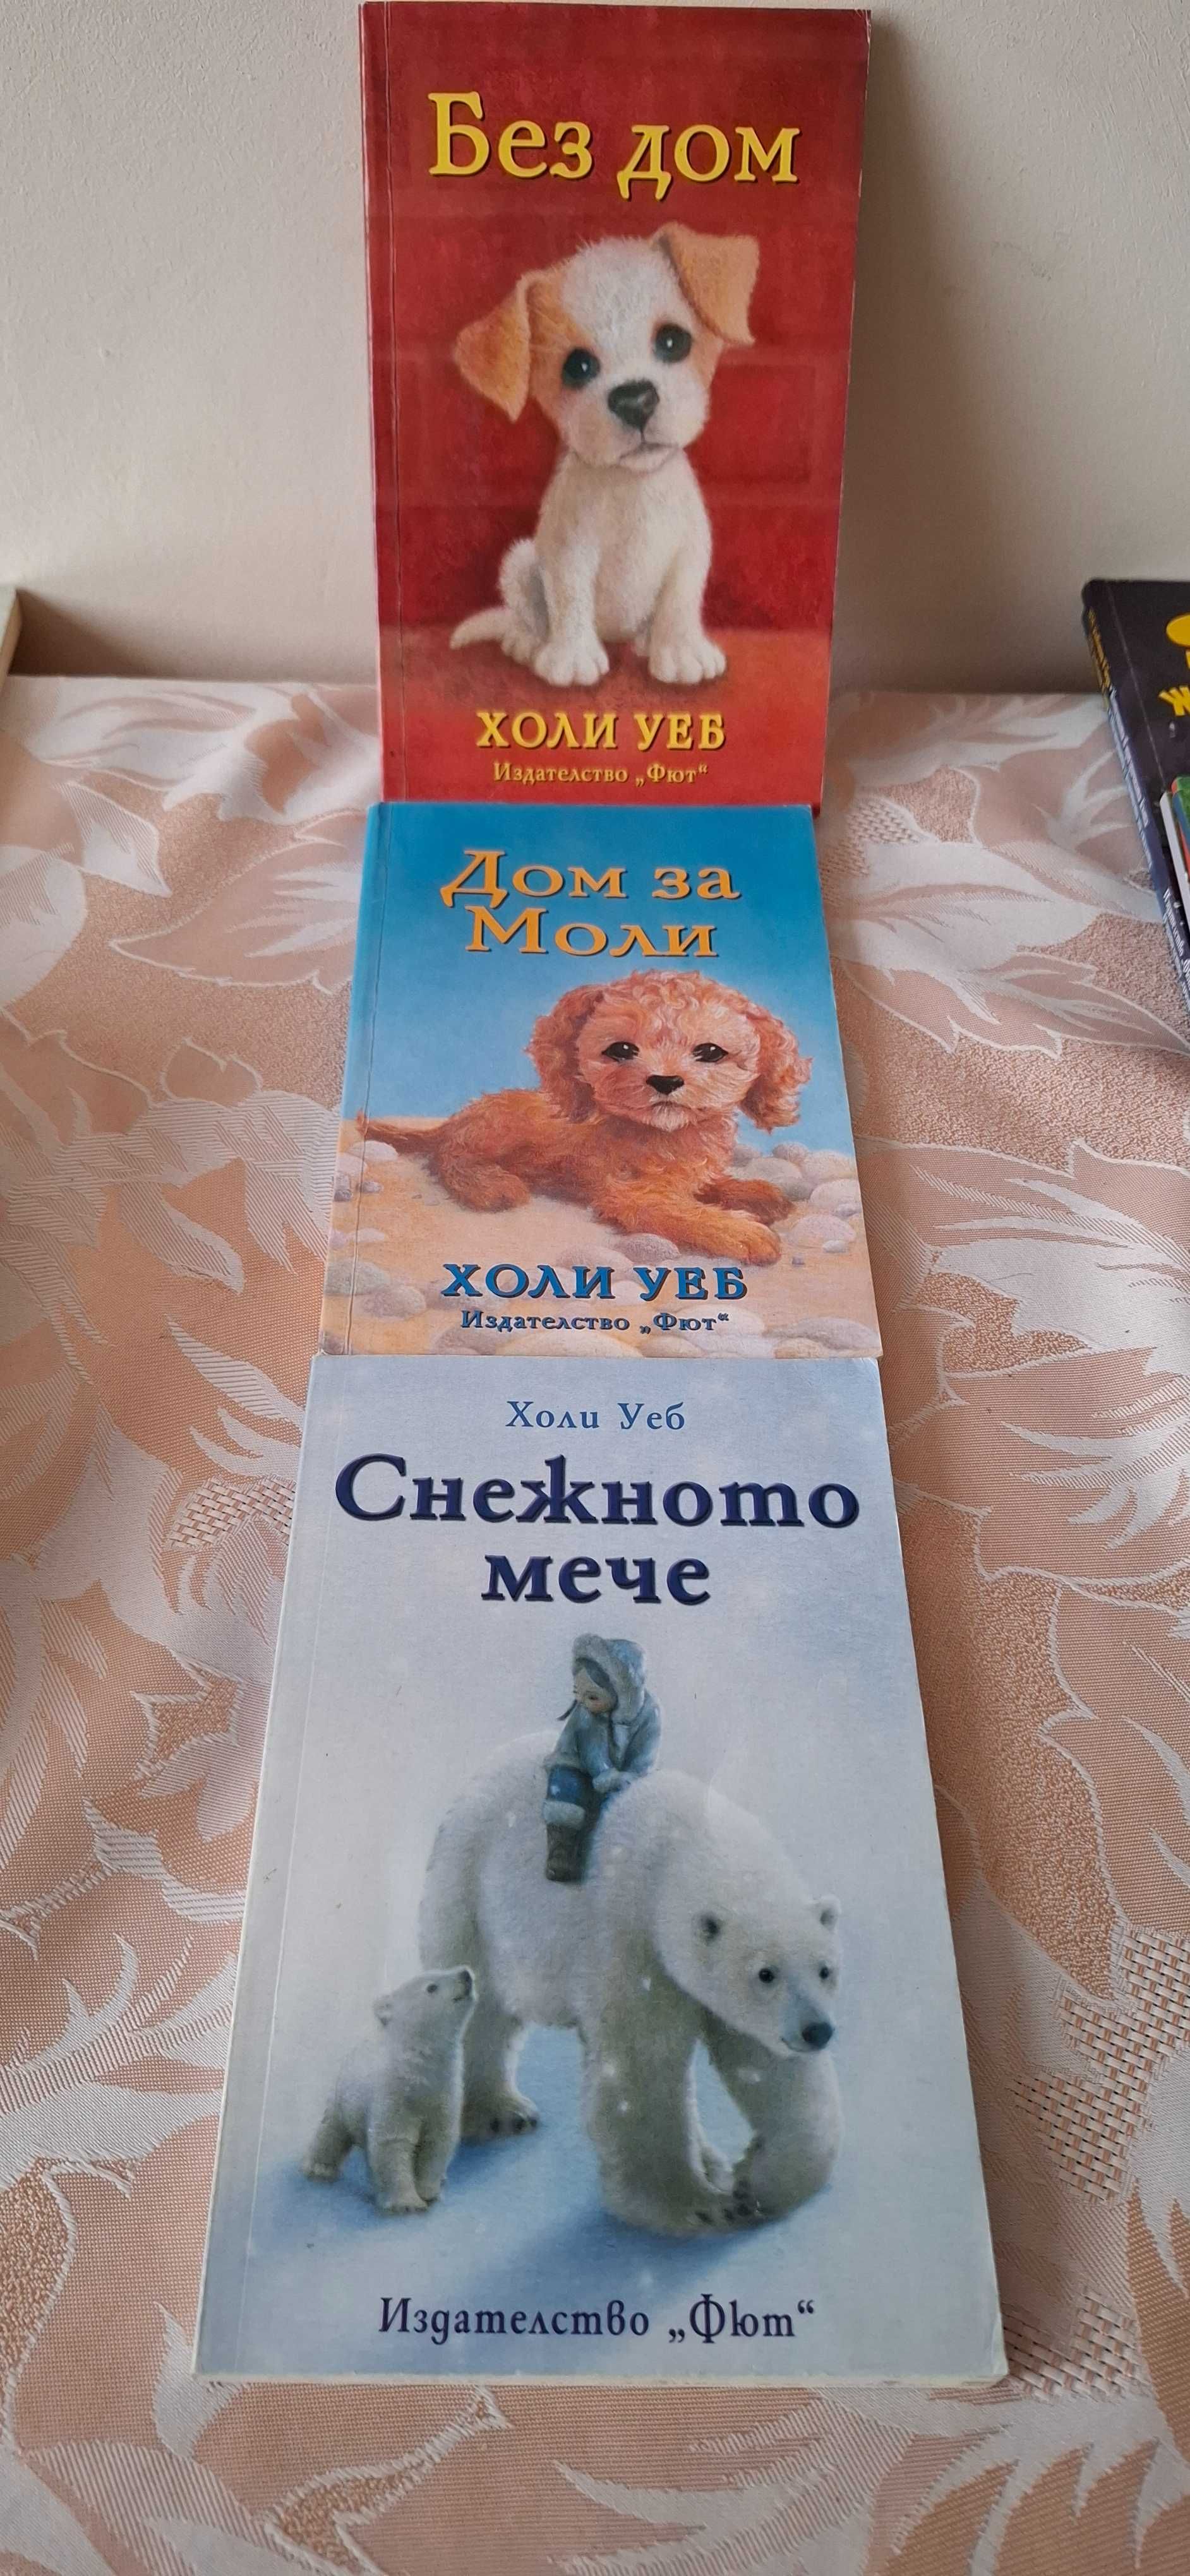 Без дом
ХОЛИ УЕБ
Издателство „Фют“
Дом за
Моли
ХОЛИ УЕБ
Издателство „Фют“
Холи Уеб
Снежното
мече
Издателство „Фют“